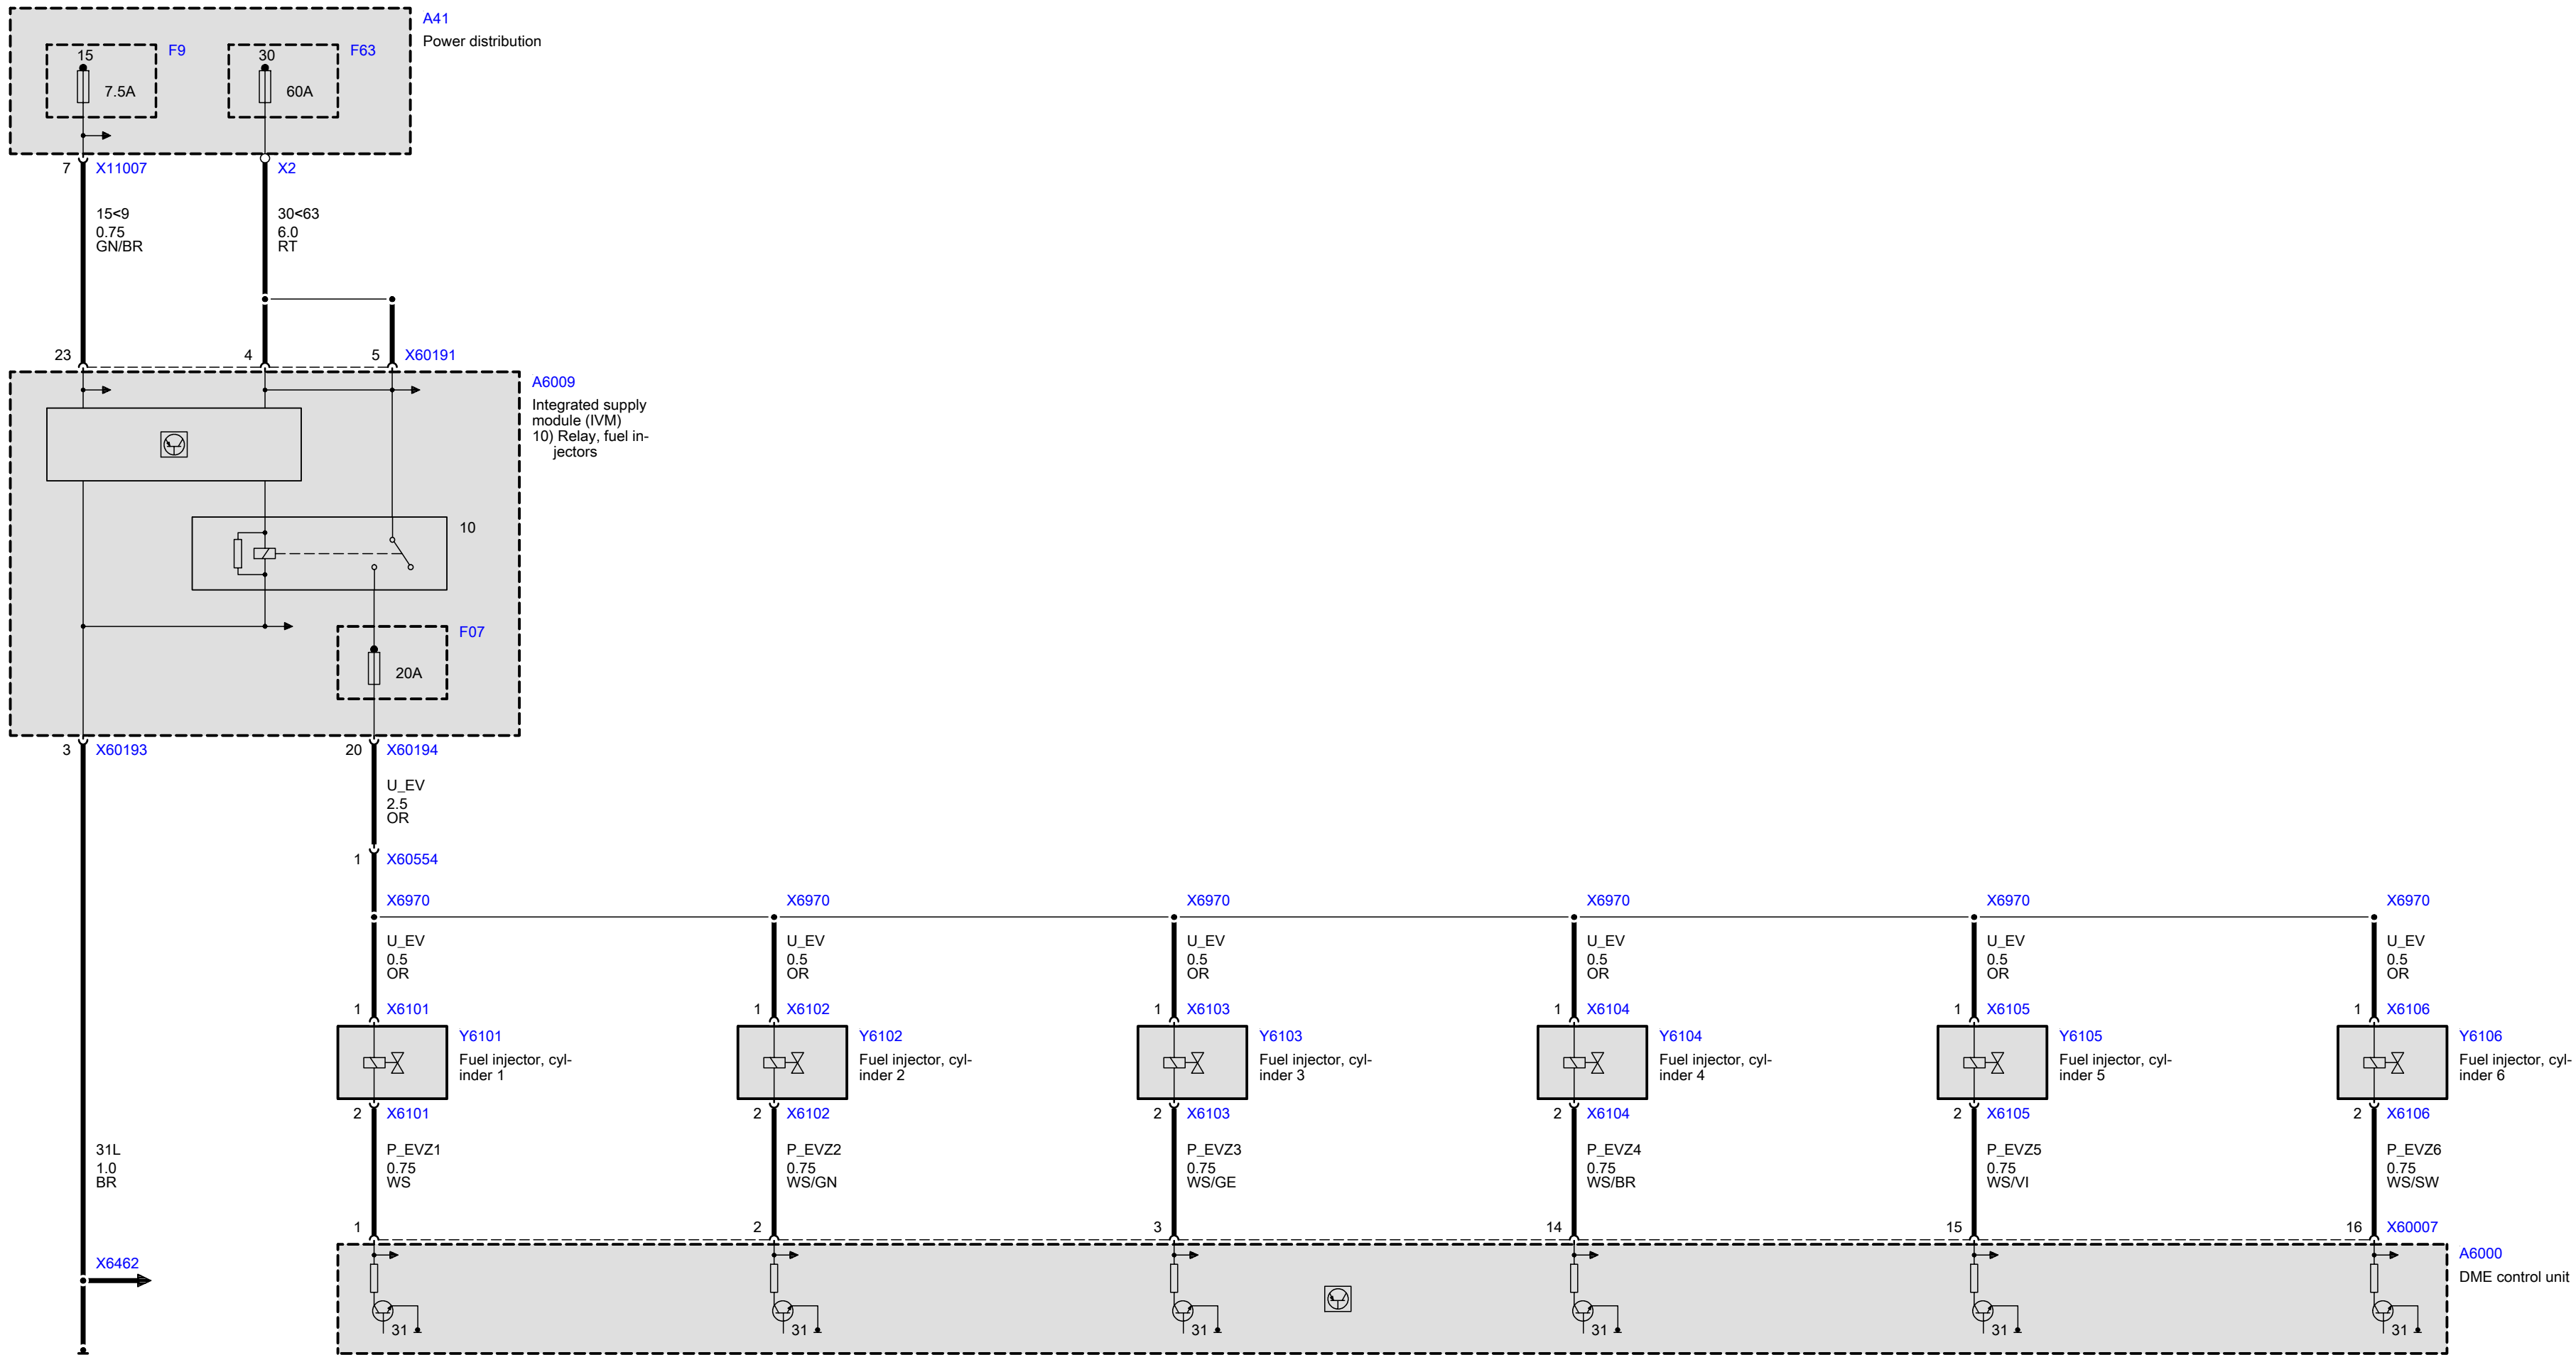 A41
Power distribution
15
F9
30
F63
7.5A
60A
7
X11007
X2
15<9
0.75
GN/BR
30<63
6.0
RT
23
4
5
X60191
A6009
Integrated supply
module (IVM)
10) Relay, fuel in-
jectors
10
F07
20A
3
X60193
20
X60194
U_EV
2.5
OR
1
X60554
X6970
X6970
X6970
X6970
X6970
X6970
U_EV
0.5
OR
U_EV
0.5
OR
U_EV
0.5
OR
U_EV
0.5
OR
U_EV
0.5
OR
U_EV
0.5
OR
1
X6101
1
X6102
1
X6103
1
X6104
1
X6105
1
X6106
Y6101
Fuel injector, cyl-
inder 1
Y6102
Fuel injector, cyl-
inder 2
Y6103
Fuel injector, cyl-
inder 3
Y6104
Fuel injector, cyl-
inder 4
Y6105
Fuel injector, cyl-
inder 5
Y6106
Fuel injector, cyl-
inder 6
2
X6101
2
X6102
2
X6103
2
X6104
2
X6105
2
X6106
31L
1.0
BR
P_EVZ1
0.75
WS
P_EVZ2
0.75
WS/GN
P_EVZ3
0.75
WS/GE
P_EVZ4
0.75
WS/BR
P_EVZ5
0.75
WS/VI
P_EVZ6
0.75
WS/SW
1
2
3
14
15
16
X60007
X6462
A6000
DME control unit
31
31
31
31
31
31